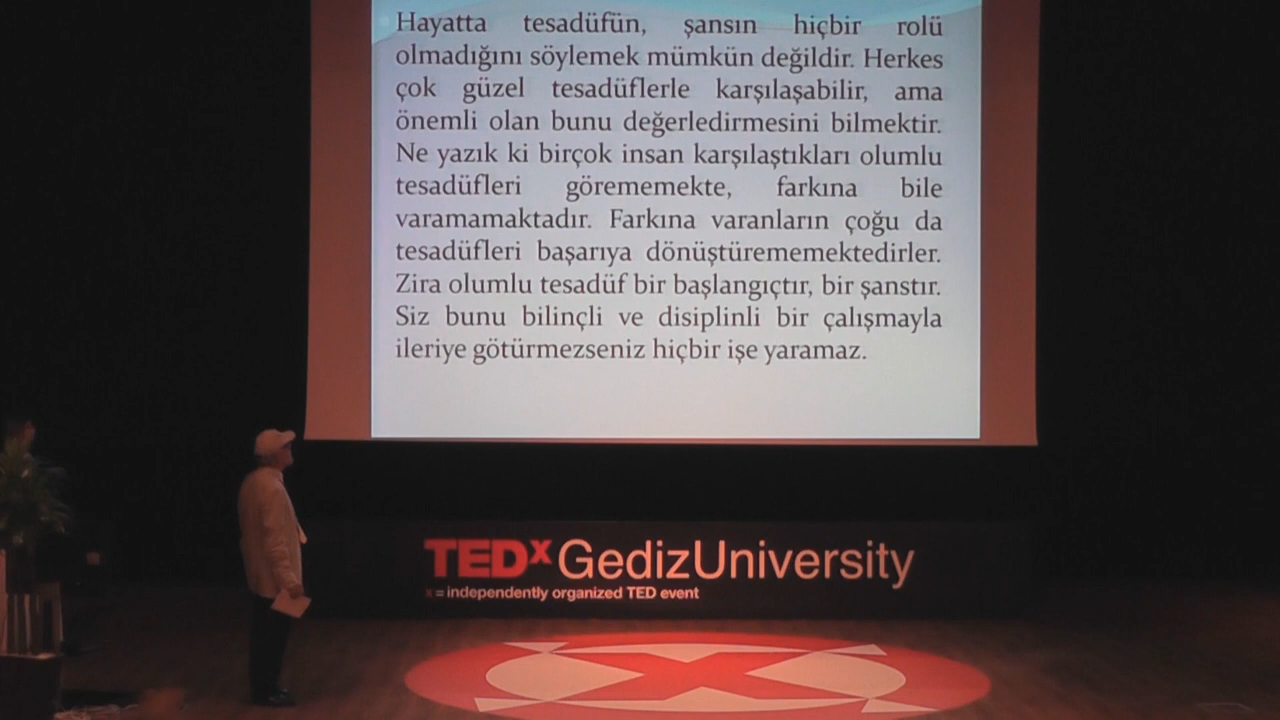 Hayatta tesadüfün, şansın hiçbir rolü
olmadığını söylemek mümkün değildir. Herkes
çok güzel tesadüflerle karşılaşabilir, ama
önemli olan bunu değerledirmesini bilmektir.
Ne yazık ki birçok insan karşılaştıkları olumlu
tesadüfleri görememekte, farkına bile
varamamaktadır. Farkına varanların çoğu da
tesadüfleri başarıya dönüştürememektedirler.
Zira olumlu tesadüf bir başlangıçtır, bir şanstır.
Siz bunu bilinçli ve disiplinli bir çalışmayla
ileriye götürmezseniz hiçbir işe yaramaz.
TEDxGedizUniversity
x = independently organized TED event